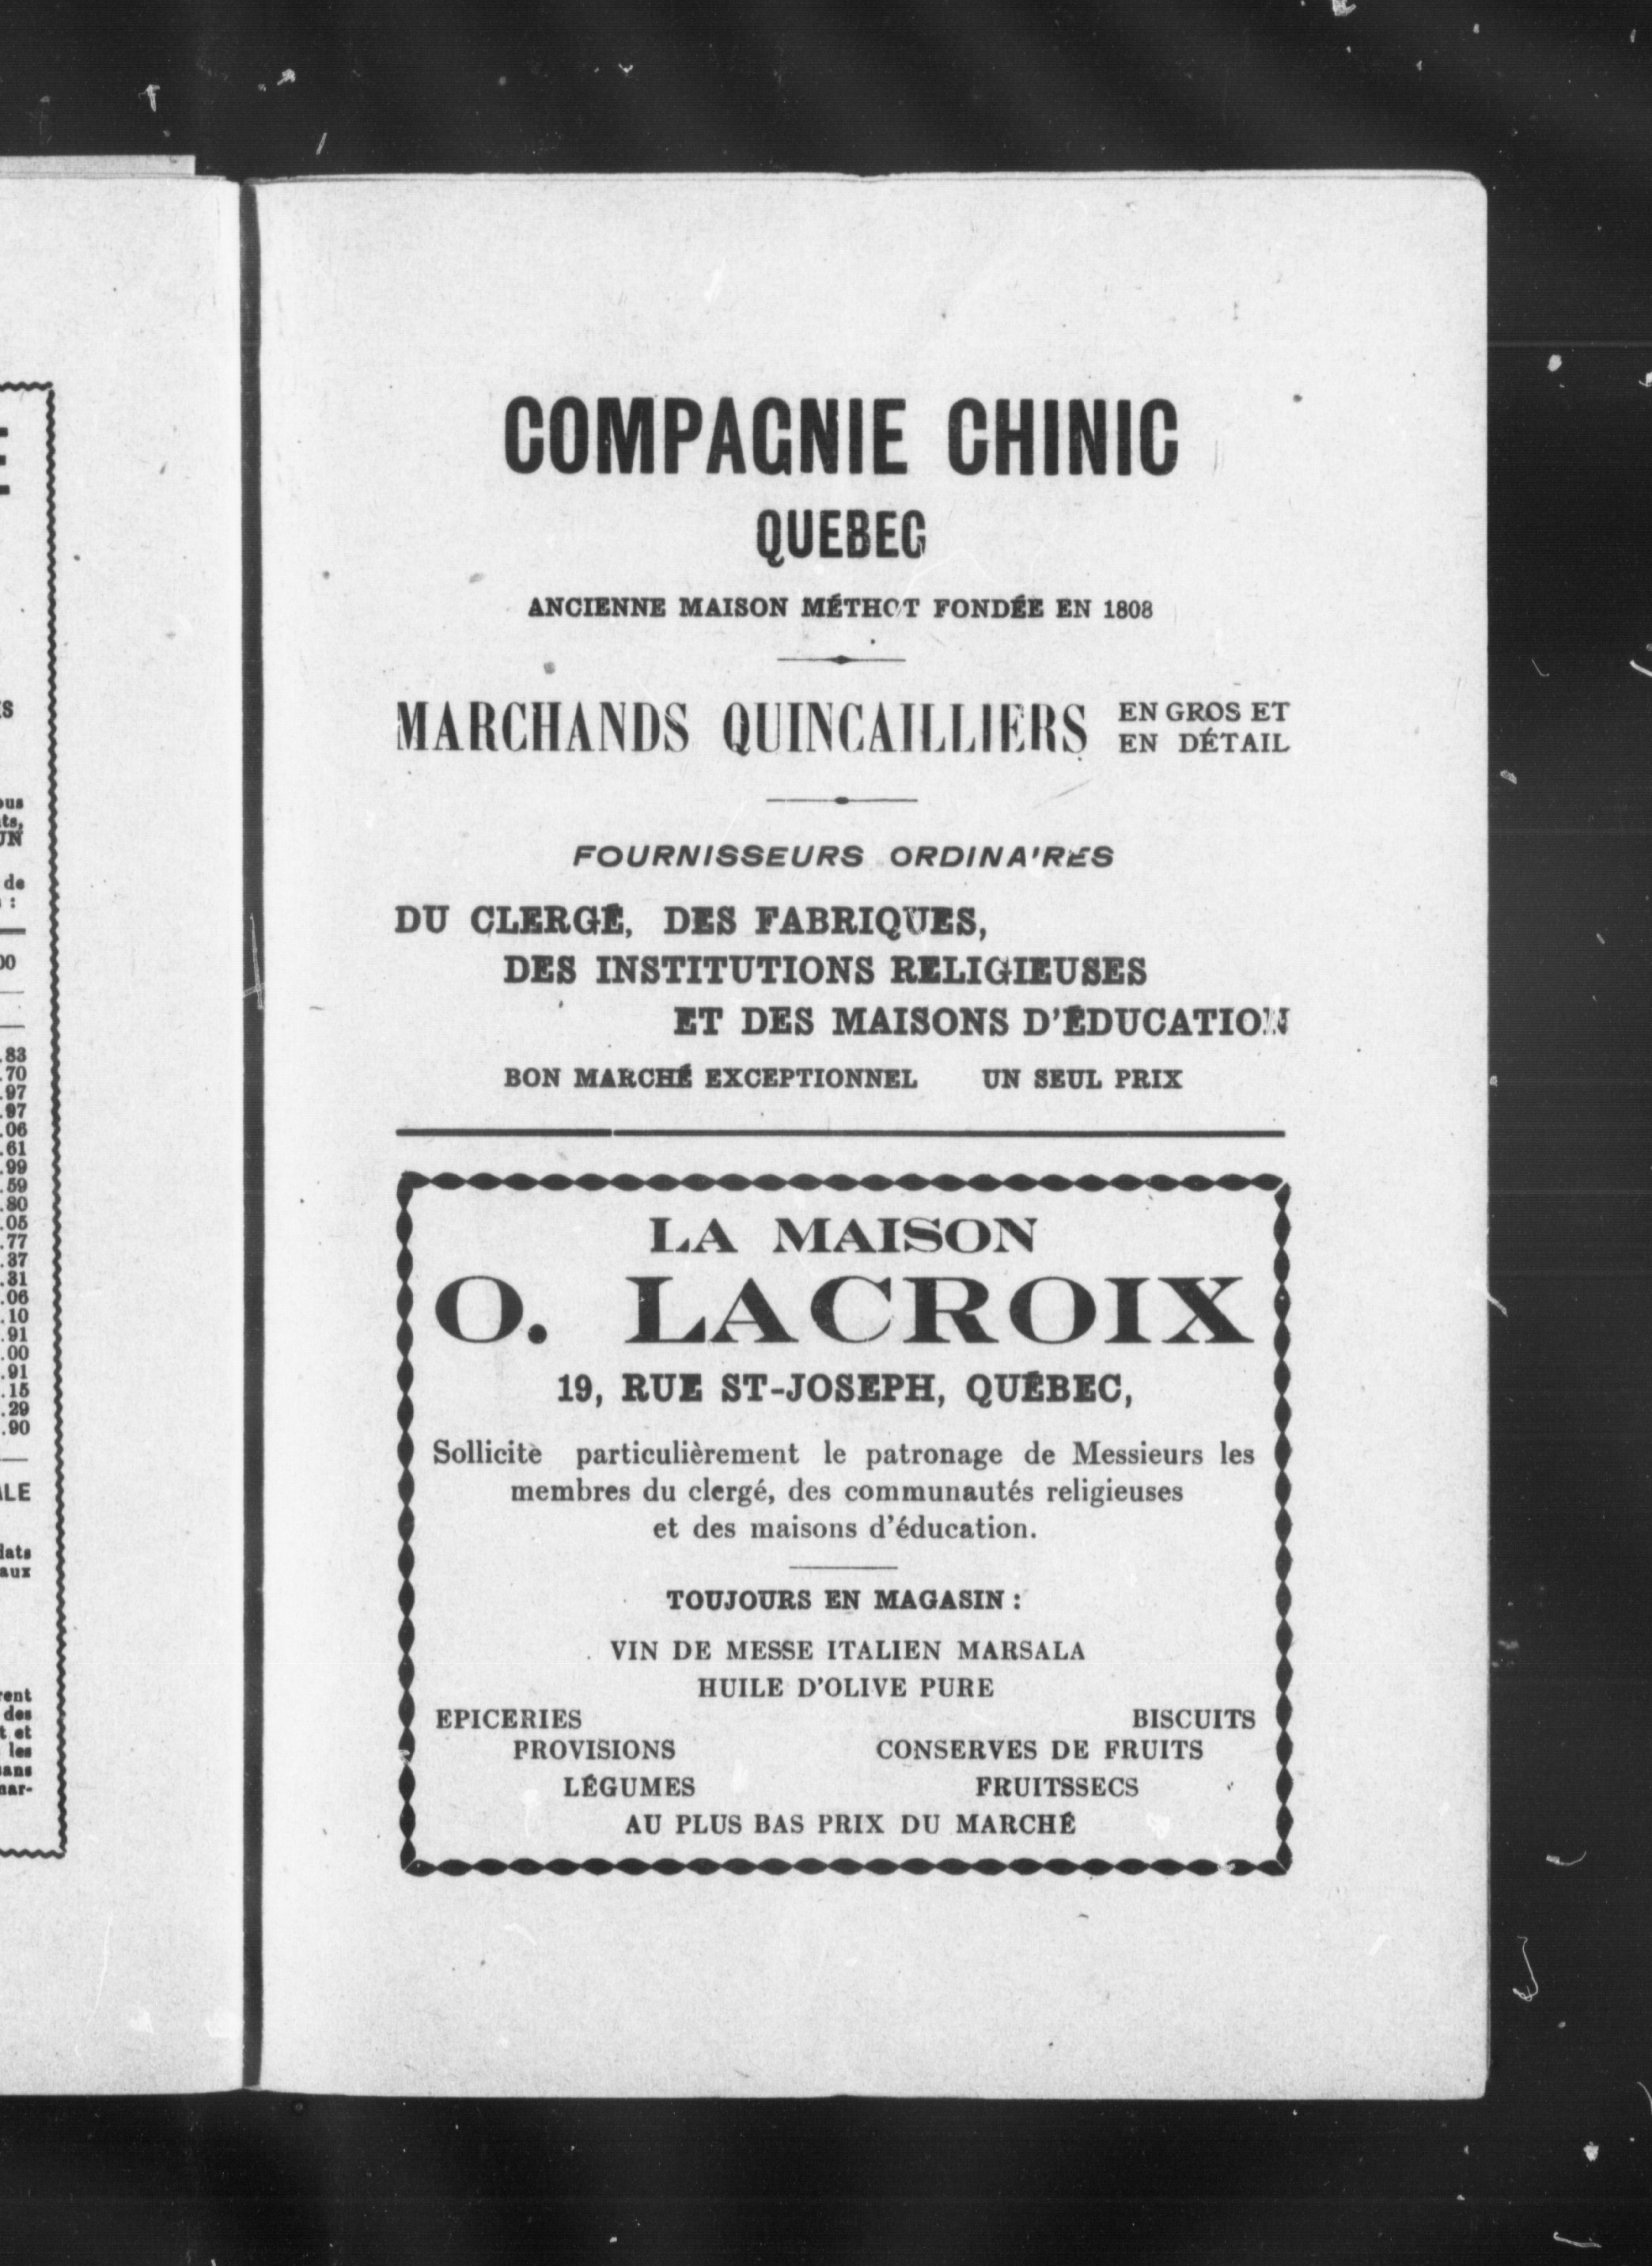 COMPAGNIE CHINIC
QUEBEC
ANCIENNE MAISON MÉTHOT FONDÉE EN 1808
MARCHANDS QUINCAILLIERS EN GROS ET
EN DÉTAIL
FOURNISSEURS ORDINAIRES
DU CLERGÉ, DES FABRIQUES,
DES INSTITUTIONS RELIGIEUSES
ET DES MAISONS D'ÉDUCATION
BON MARCHÉ EXCEPTIONNEL UN SEUL PRIX
LA MAISON
O. LACROIX
19, RUE ST-JOSEPH, QUÉBEC,
Sollicite particulièrement le patronage de Messieurs les
membres du clergé, des communautés religieuses
et des maisons d'éducation.
TOUJOURS EN MAGASIN :
VIN DE MESSE ITALIEN MARSALA
HUILE D'OLIVE PURE
EPICERIES BISCUITS
PROVISIONS CONSERVES DE FRUITS
LÉGUMES FRUITSSECS
AU PLUS BAS PRIX DU MARCHÉ